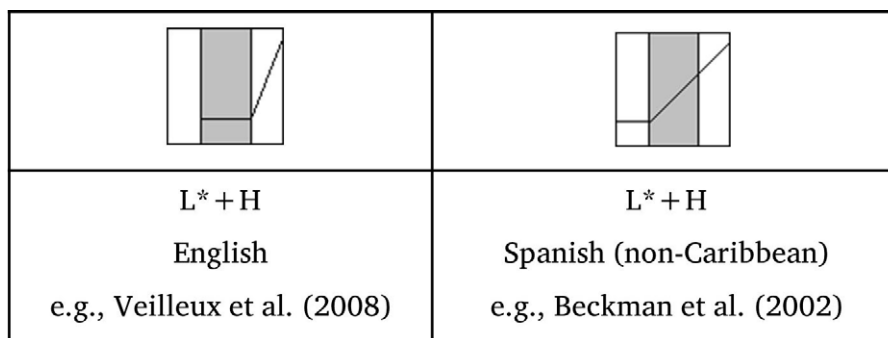 L*+H
English
e.g., Veilleux et al. (2008)
L*+H
Spanish (non-Caribbean)
e.g., Beckman et al. (2002)